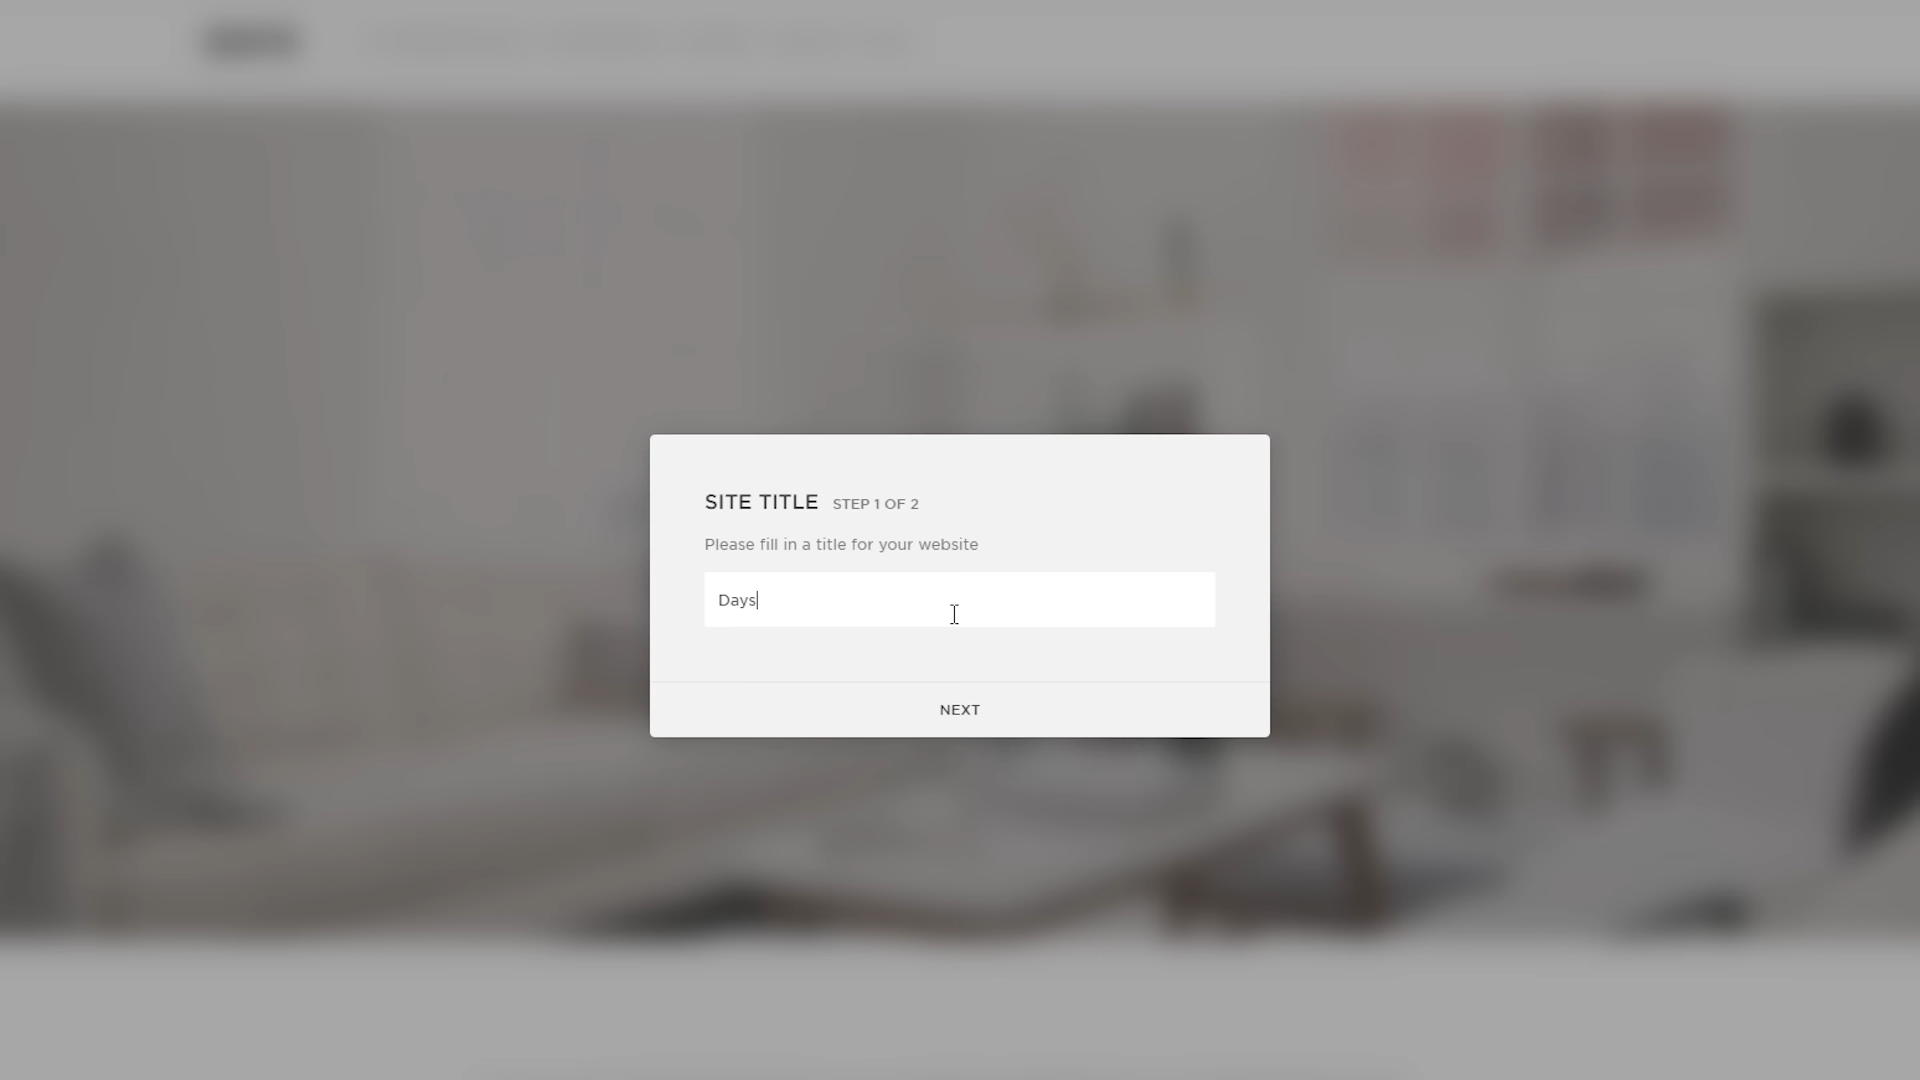 SITE TITLE STEP 1 OF 2
Please fill in a title for your website
Days
NEXT